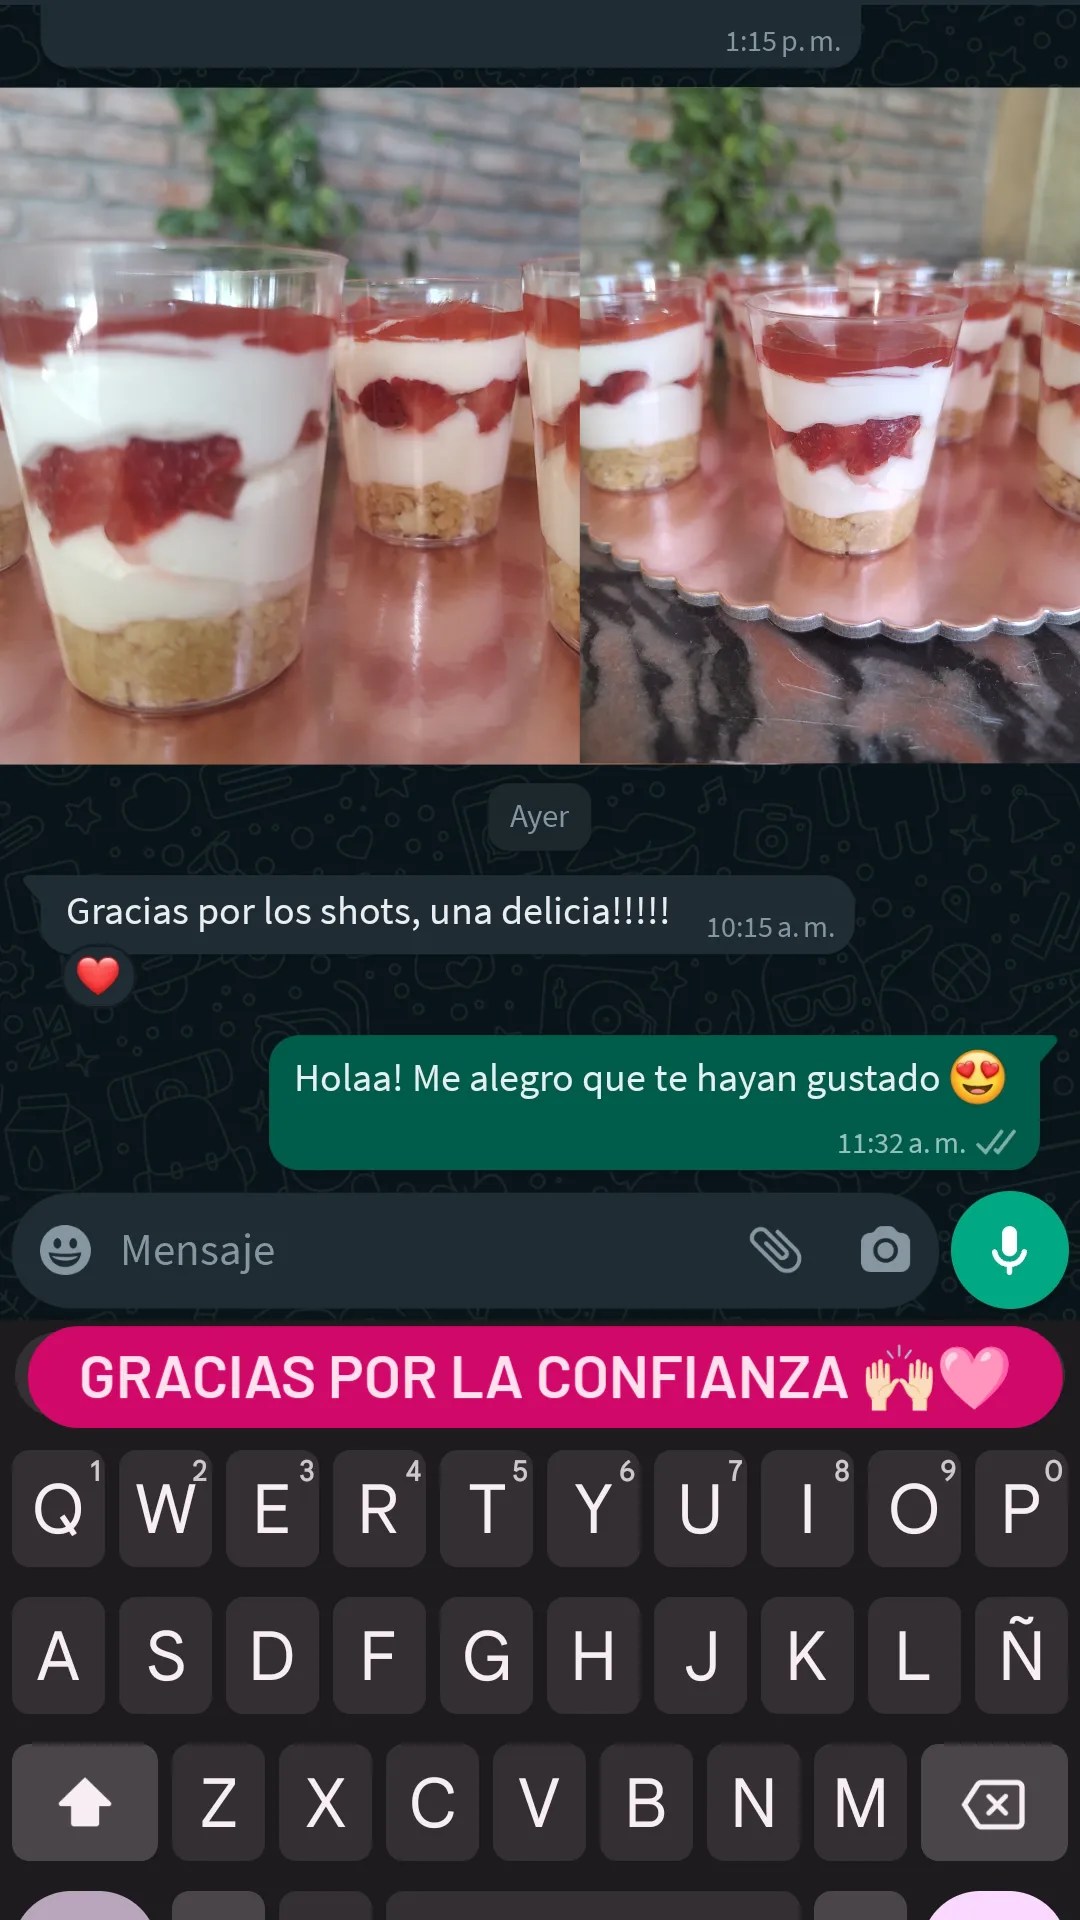 1:15 p. m.
Ayer
Gracias por los shots, una delicia!!!!!
10:15 a. m.
❤️
Holaa! Me alegro que te hayan gustado 😍
11:32 a. m.
Mensaje
GRACIAS POR LA CONFIANZA 🙌🏻🩷
1 2 3 4 5 6 7 8 9 0
Q W E R T Y U I O P
A S D F G H J K L Ñ
Z X C V B N M